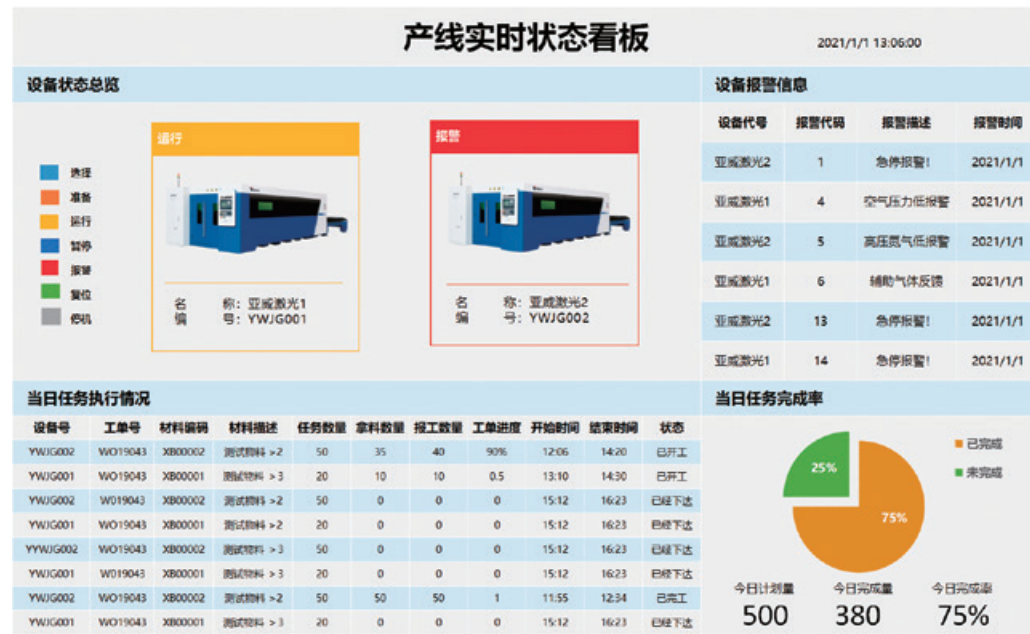 产线实时状态看板
2021/1/1 13:06:00
设备状态总览
选择
准备
运行
暂停
报警
复位
停机
运行
名 称：亚威激光1
编 号：YWJG001
报警
名 称：亚威激光2
编 号：YWJG002
设备报警信息
设备代号 报警代码 报警描述 报警时间
亚威激光2 1 急停报警！ 2021/1/1
亚威激光1 4 空气压力低报警 2021/1/1
亚威激光2 5 高压氮气低报警 2021/1/1
亚威激光1 6 辅助气体反馈 2021/1/1
亚威激光2 13 急停报警！ 2021/1/1
亚威激光1 14 急停报警！ 2021/1/1
当日任务执行情况
设备号 工单号 材料编码 材料描述 任务数量 拿料数量 报工数量 工单进度 开始时间 结束时间 状态
YWJG002 WO19043 XB00002 测试物料 >2 50 35 40 90% 12:06 14:20 已开工
YWJG001 WO19043 XB00001 测试物料 >3 20 10 10 0.5 13:10 14:30 已开工
YWJG002 W019043 XB00002 测试物料 >2 50 0 0 0 15:12 16:23 已经下达
YWJG001 WO19043 XB00001 测试物料 >2 20 0 0 0 15:12 16:23 已经下达
YYWJG002 WO19043 XB00002 测试物料 >3 50 0 0 0 15:12 16:23 已经下达
YWJG001 W019043 XB00001 测试物料 >3 20 0 0 0 15:12 16:23 已经下达
YWJG002 WO19043 XB00002 测试物料 >2 50 50 50 1 11:55 12:34 已完工
YWJG001 WO19043 XB00001 测试物料 >3 20 0 0 0 15:12 16:23 已经下达
当日任务完成率
25%
75%
已完成
未完成
今日计划量 今日完成量 今日完成率
500 380 75%